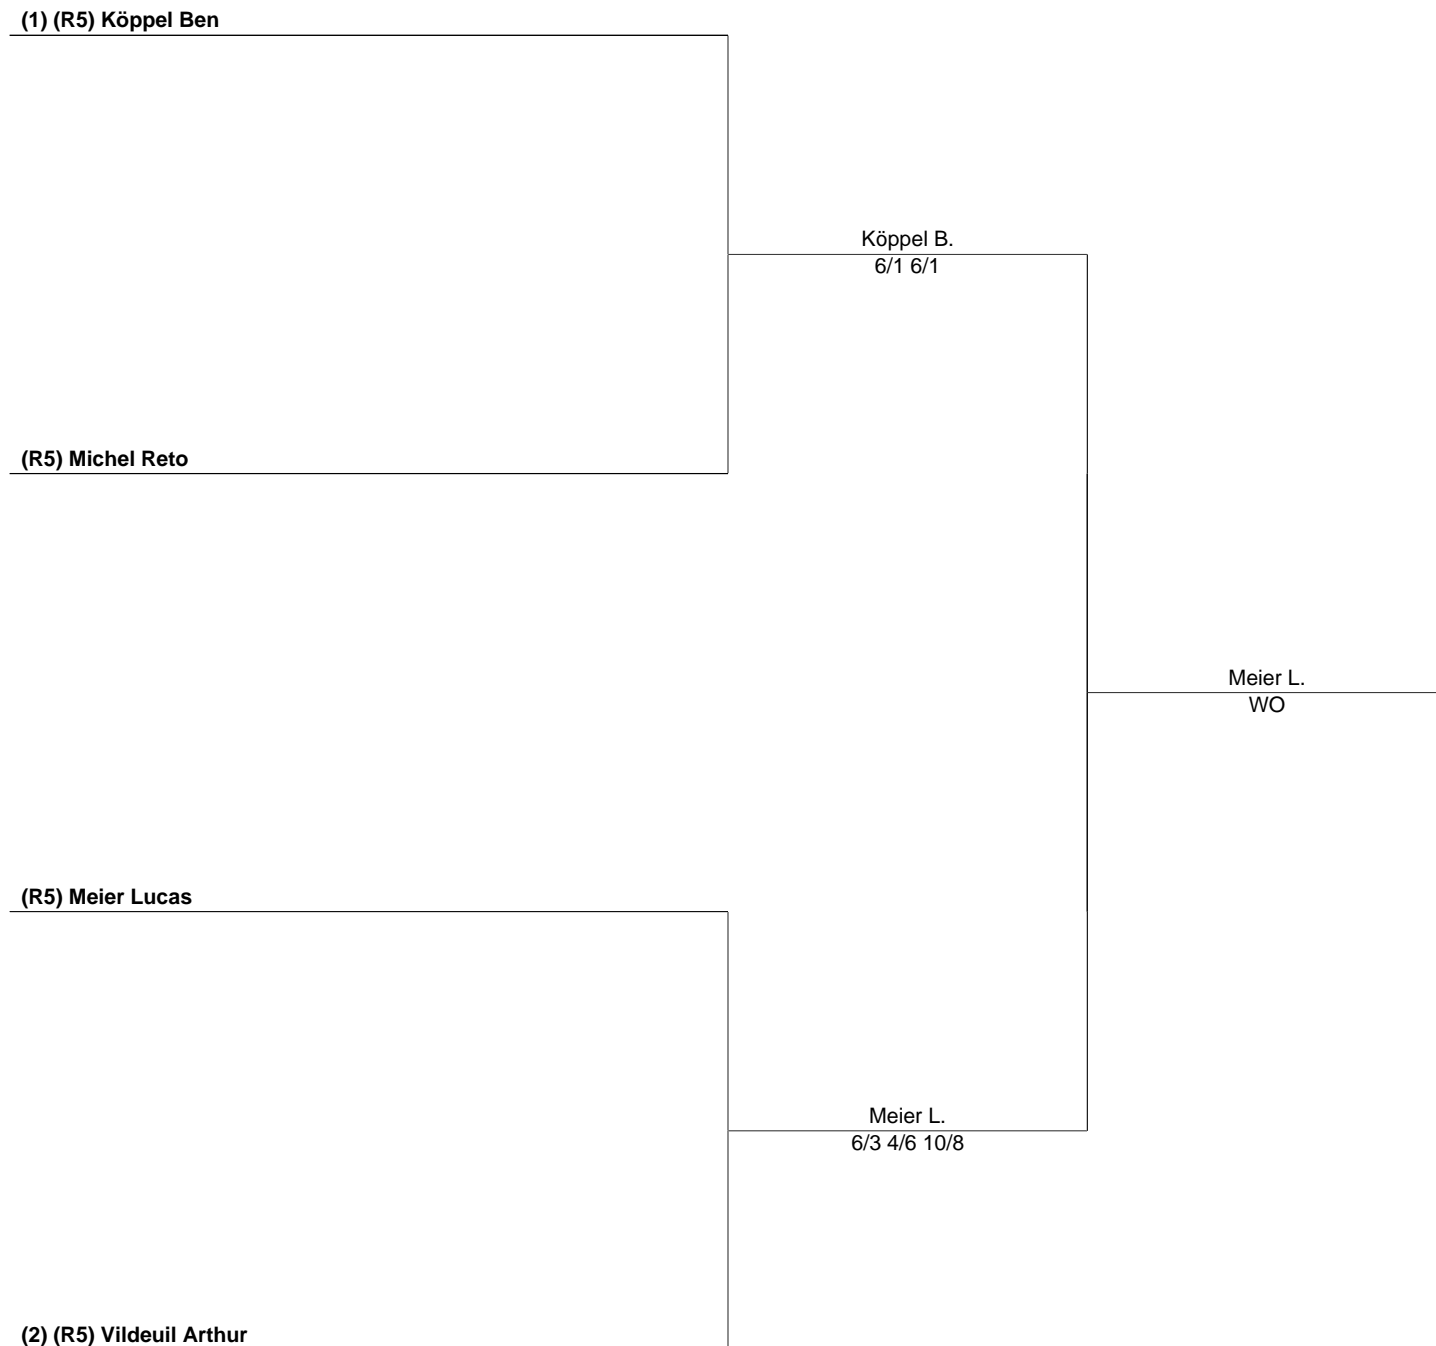 (1) (R5) Köppel Ben
Köppel B.
6/1 6/1
(R5) Michel Reto
Meier L.
WO
(R5) Meier Lucas
Meier L.
6/3 4/6 10/8
(2) (R5) Vildeuil Arthur